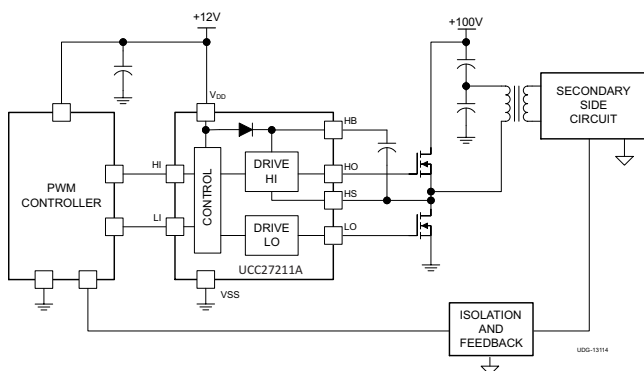 +12V
+100V
V_DD
HB
SECONDARY
SIDE
CIRCUIT
HI
DRIVE
HI
HO
PWM
CONTROLLER
CONTROL
HS
LI
DRIVE
LO
LO
UCC27211A
VSS
ISOLATION
AND
FEEDBACK
UDG-13114